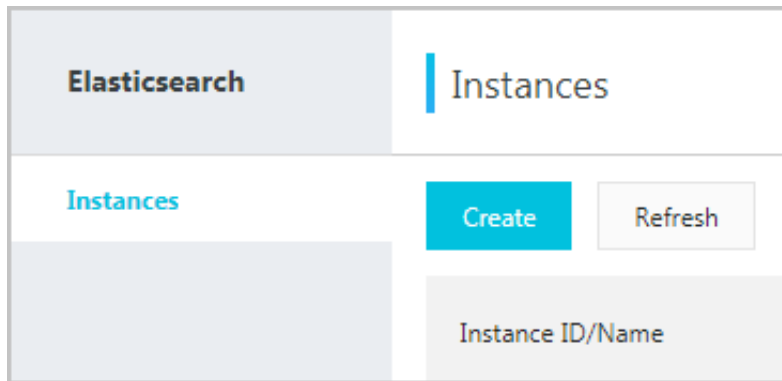 Elasticsearch
Instances
Instances
Create
Refresh
Instance ID/Name